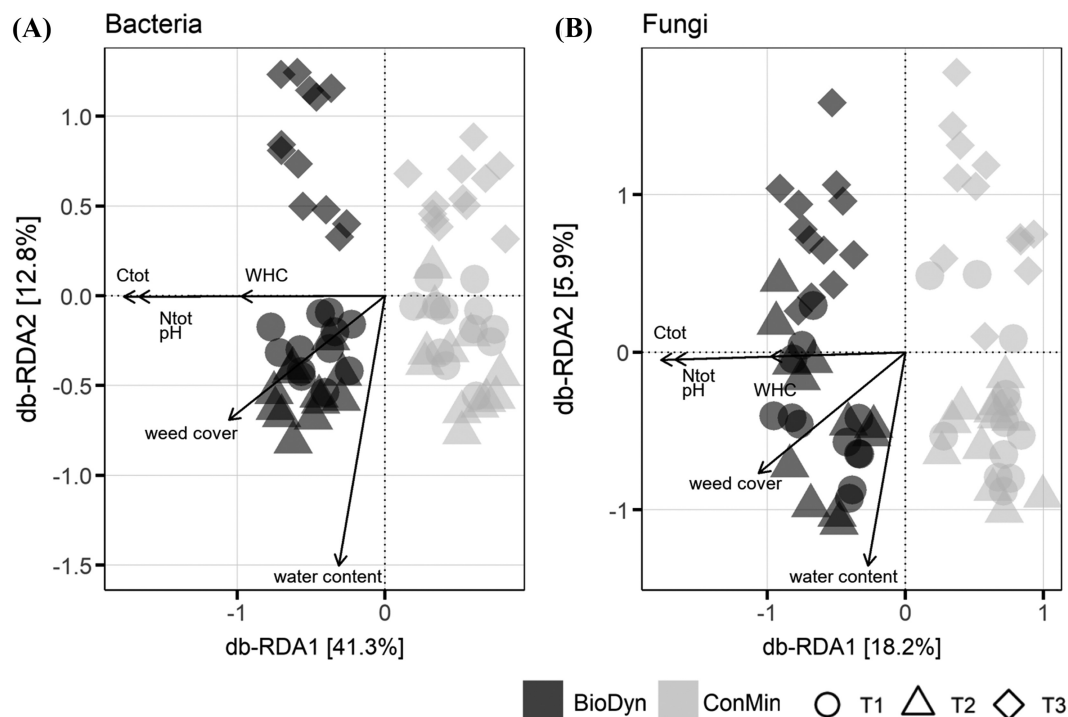 (A) Bacteria
db-RDA2 [12.8%]
1.0
0.5
0.0
-0.5
-1.0
-1.5
Ctot
WHC
Ntot
pH
weed cover
water content
-1
0
db-RDA1 [41.3%]
(B) Fungi
db-RDA2 [5.9%]
1
0
-1
Ctot
Ntot
pH
WHC
weed cover
water content
-1
0
1
db-RDA1 [18.2%]
BioDyn ConMin T1 T2 T3